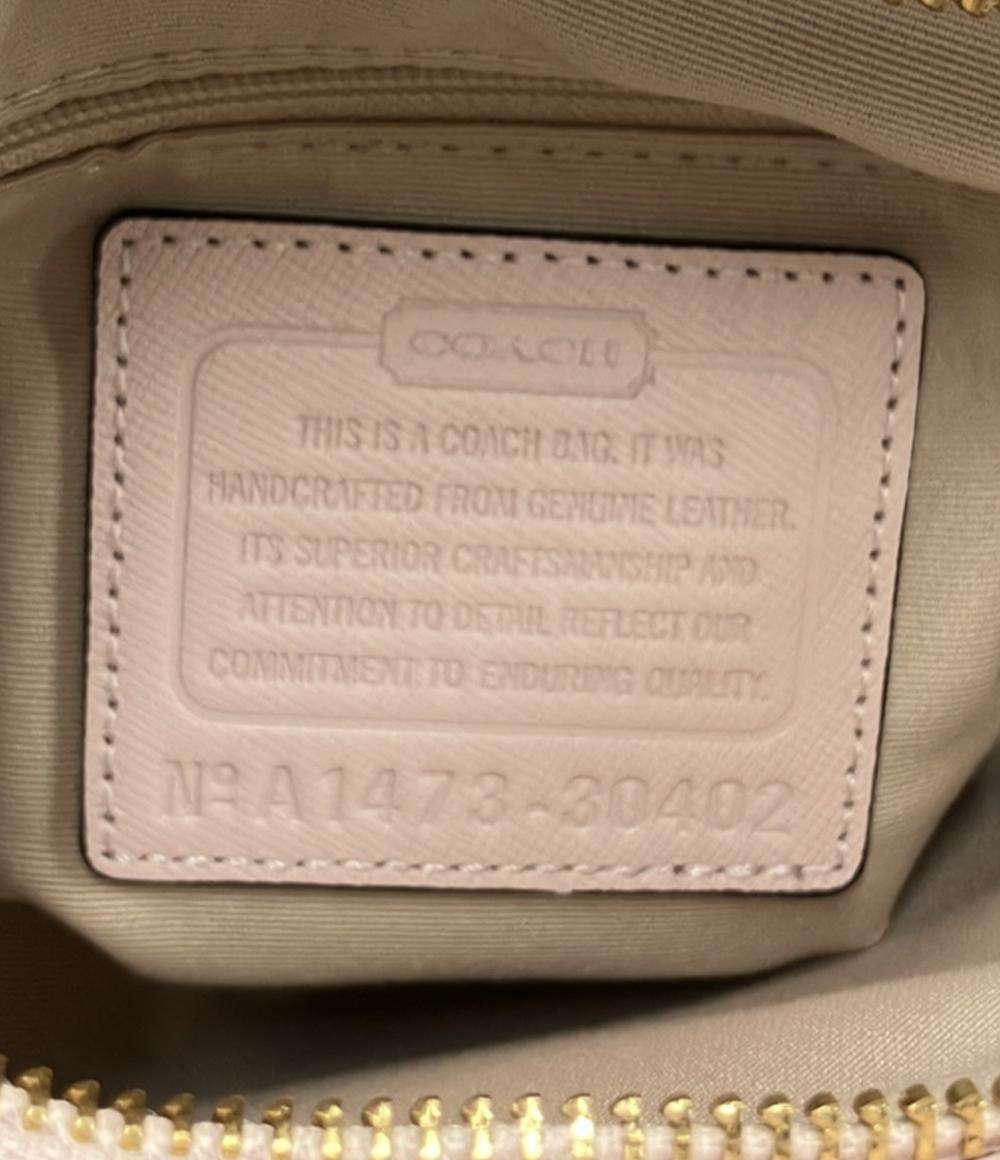 COACH
THIS IS A COACH BAG. IT WAS
HANDCRAFTED FROM GENUINE LEATHER.
ITS SUPERIOR CRAFTSMANSHIP AND
ATTENTION TO DETAIL REFLECT OUR
COMMITMENT TO ENDURING QUALITY.
Nº A1473-30402